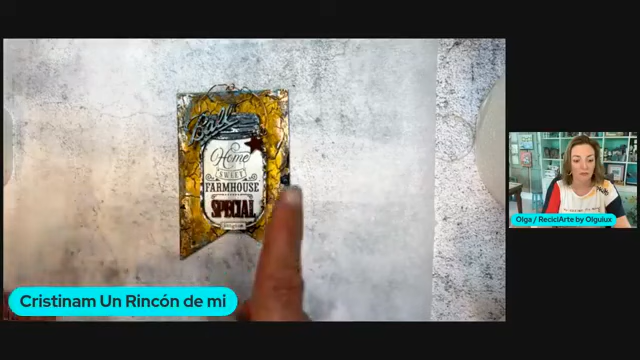 Ball
Home
SWEET
FARMHOUSE
SPECIAL
Cristinam Un Rincón de mi
Olga / ReciclArte by Olguiux